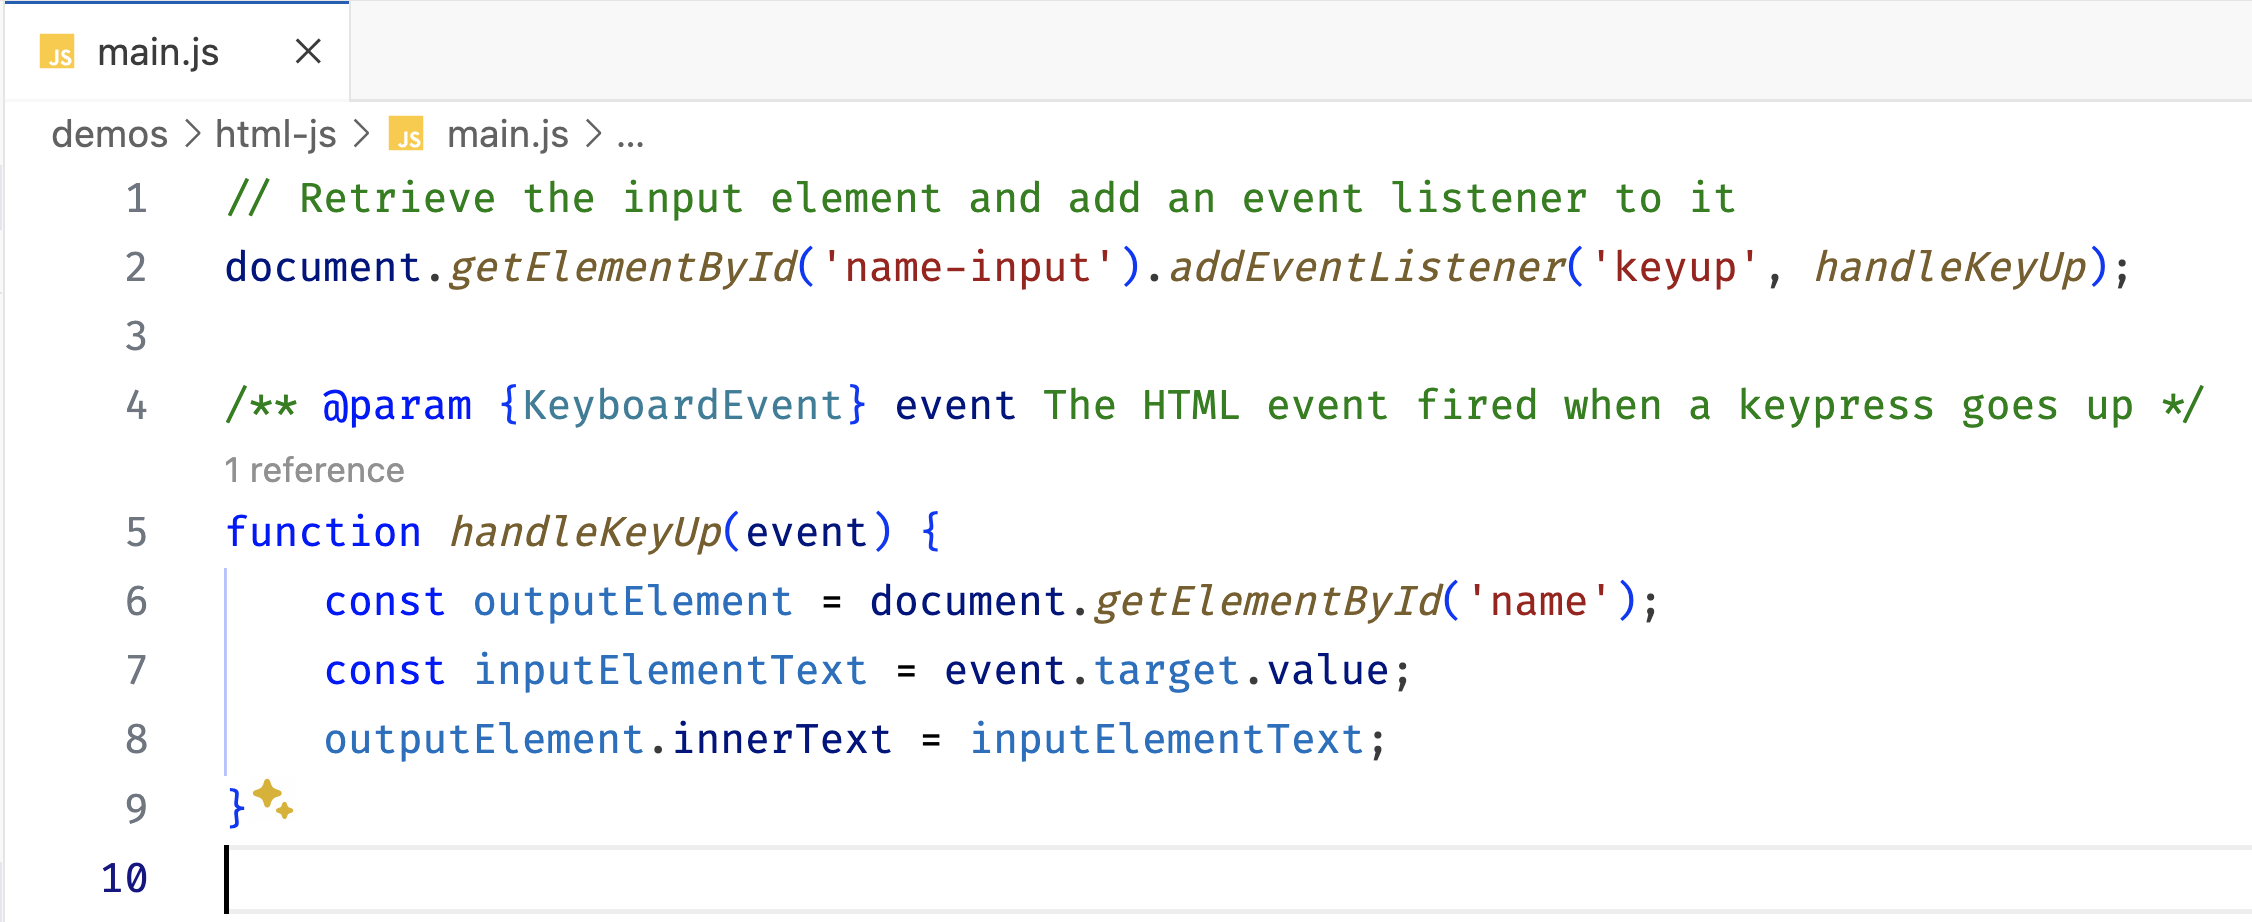 JS main.js
demos > html-js > JS main.js > ...
1 // Retrieve the input element and add an event listener to it
2 document.getElementById('name-input').addEventListener('keyup', handleKeyUp);
3
4 /** @param {KeyboardEvent} event The HTML event fired when a keypress goes up */
1 reference
5 function handleKeyUp(event) {
6     const outputElement = document.getElementById('name');
7     const inputElementText = event.target.value;
8     outputElement.innerText = inputElementText;
9 }
10